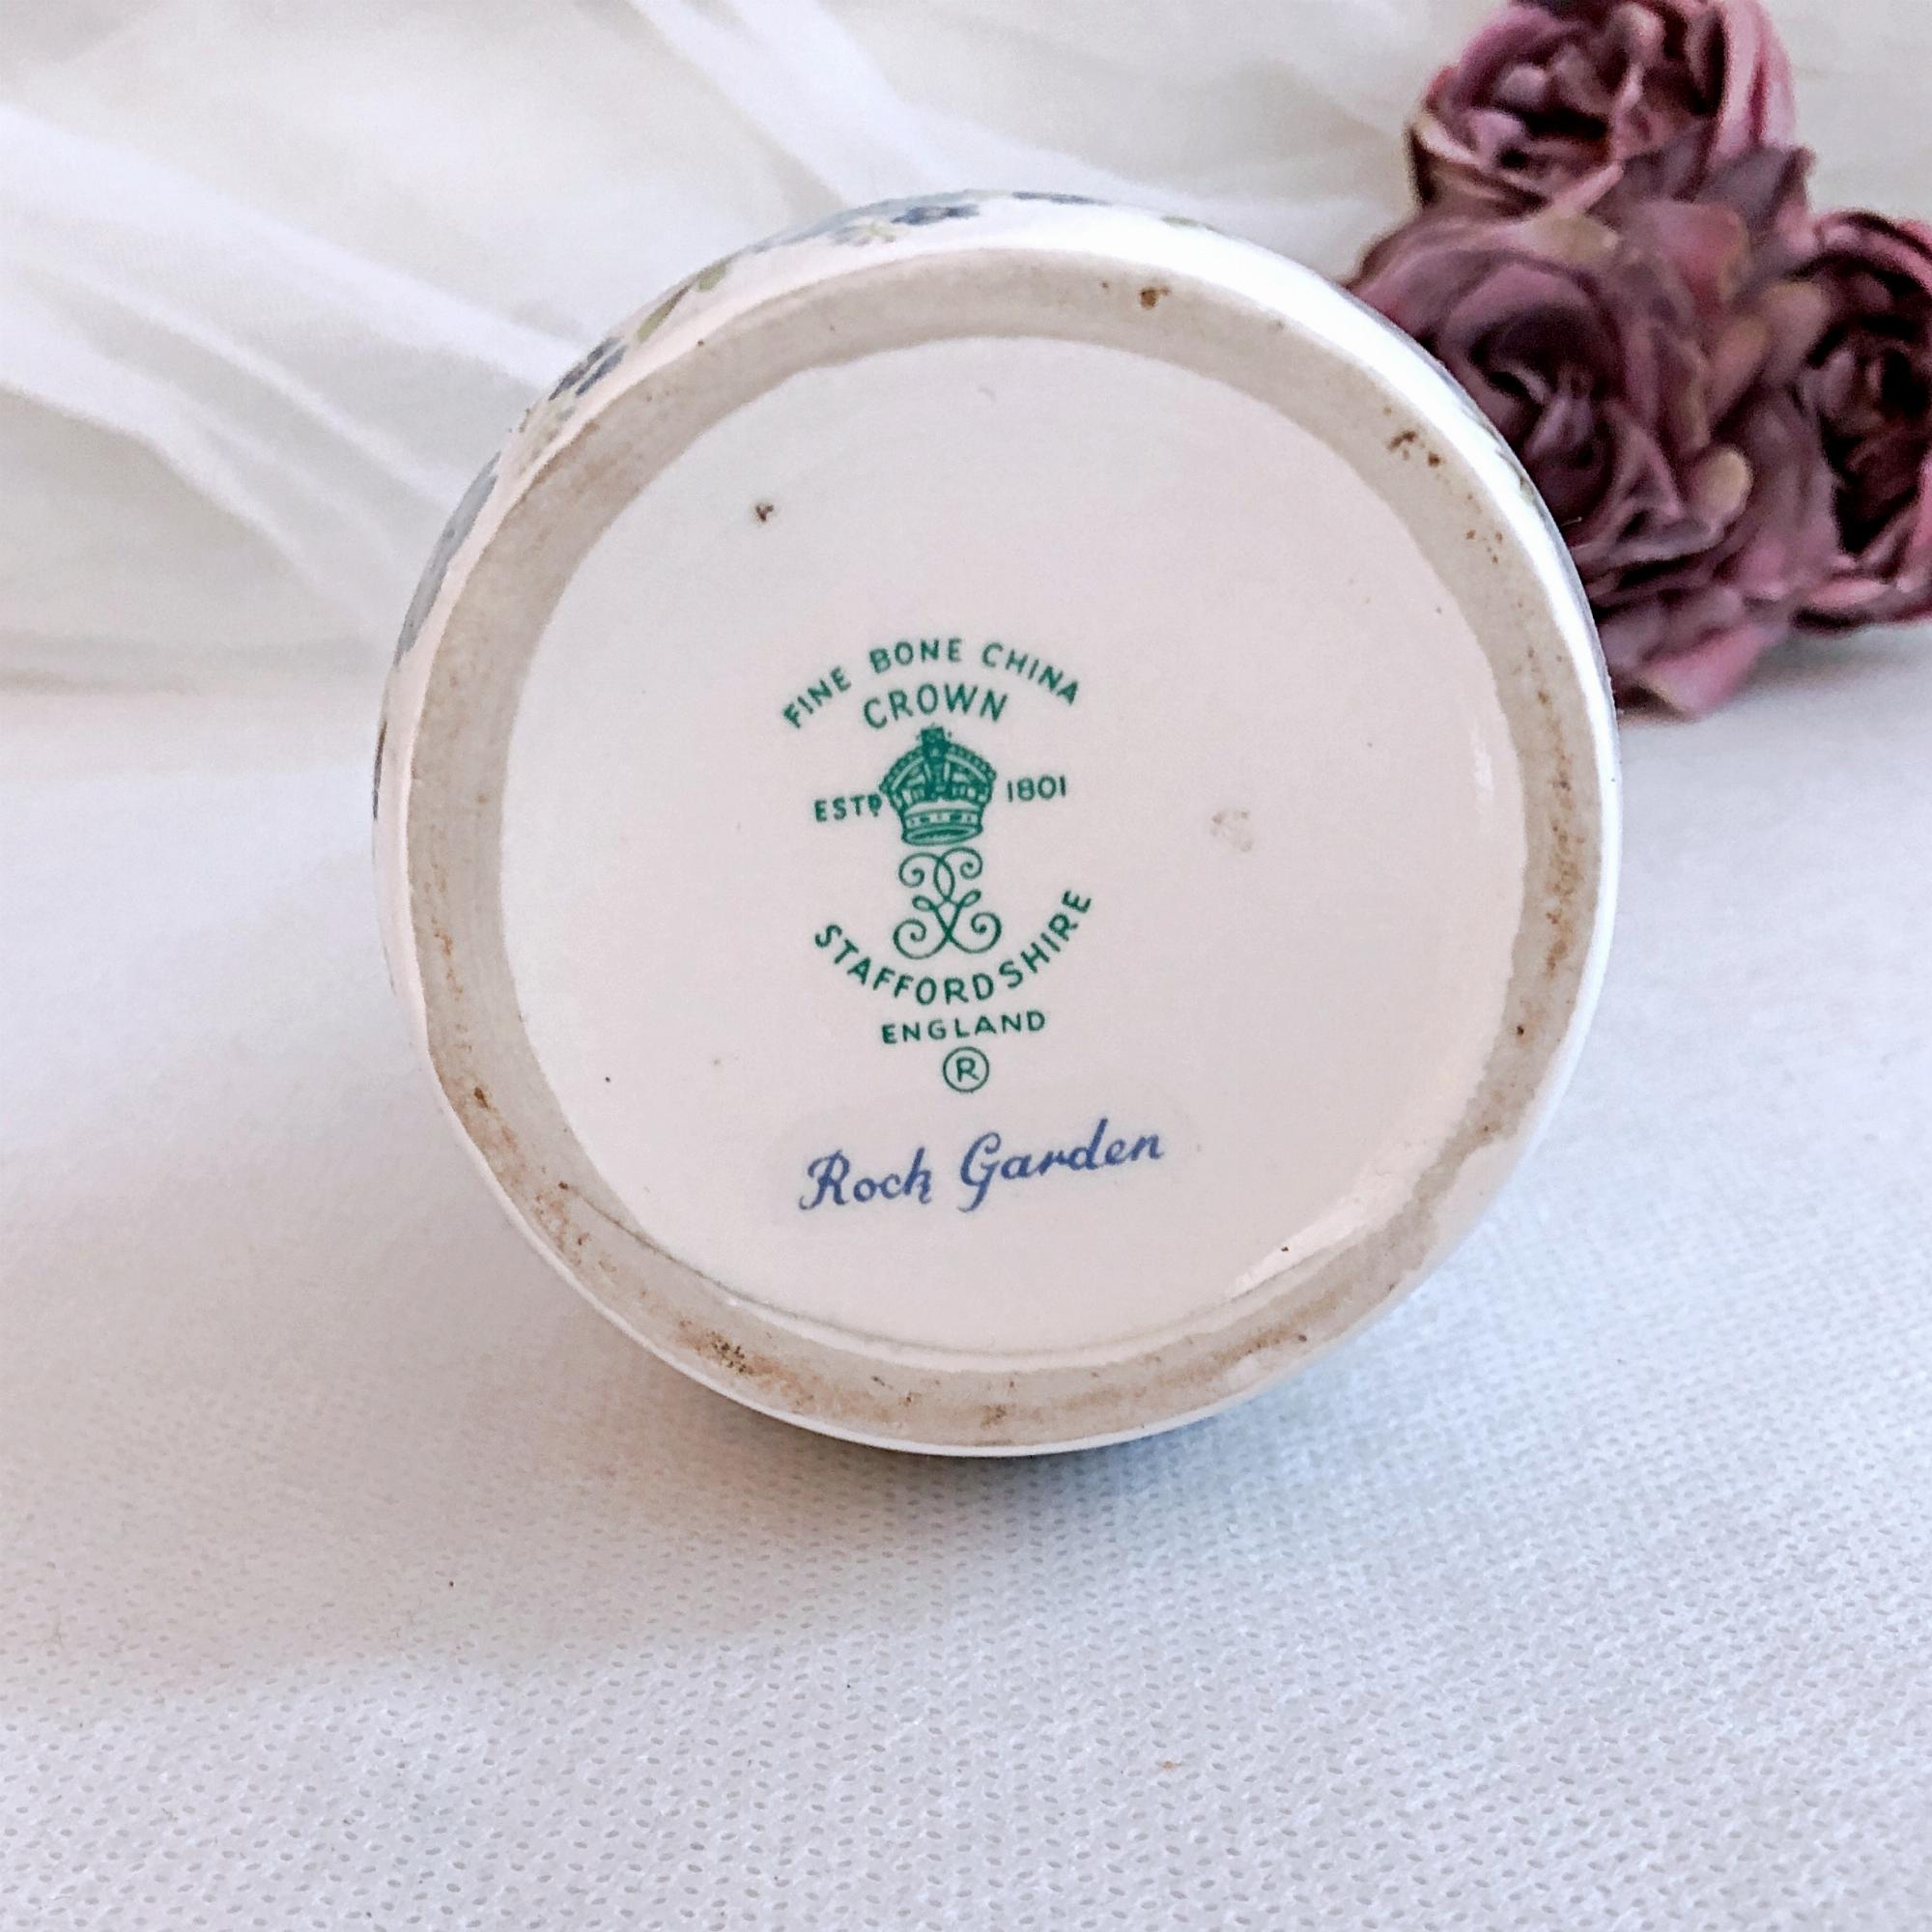 FINE BONE CHINA
CROWN
ESTD 1801
STAFFORDSHIRE
ENGLAND
®
Rock Garden